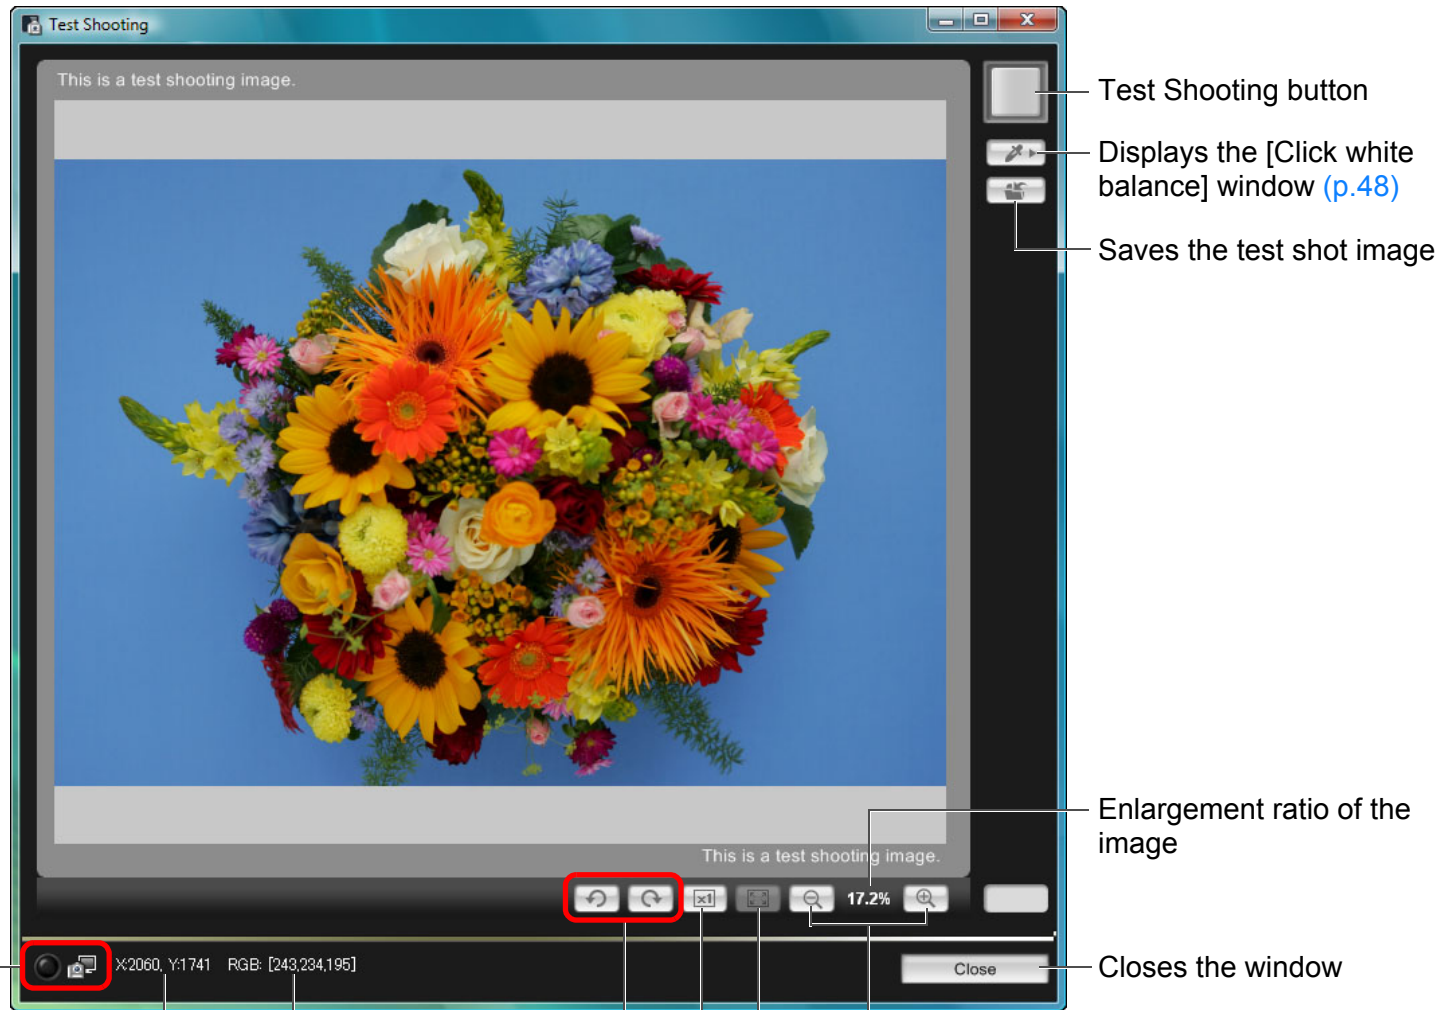 Test Shooting
This is a test shooting image.
Test Shooting button
Displays the [Click white
balance] window (p.48)
Saves the test shot image
Enlargement ratio of the
image
This is a test shooting image.
x1
17.2%
X:2060, Y:1741 RGB: [243,234,195]
Close
Closes the window